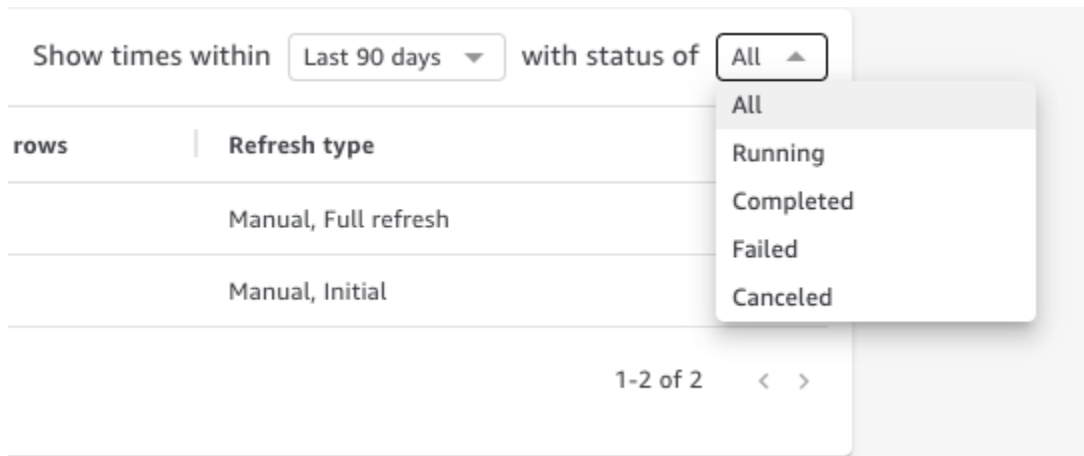 Show times within Last 90 days with status of All
All
rows Refresh type
Running
Completed
Manual, Full refresh
Failed
Manual, Initial
Canceled
1-2 of 2 < >